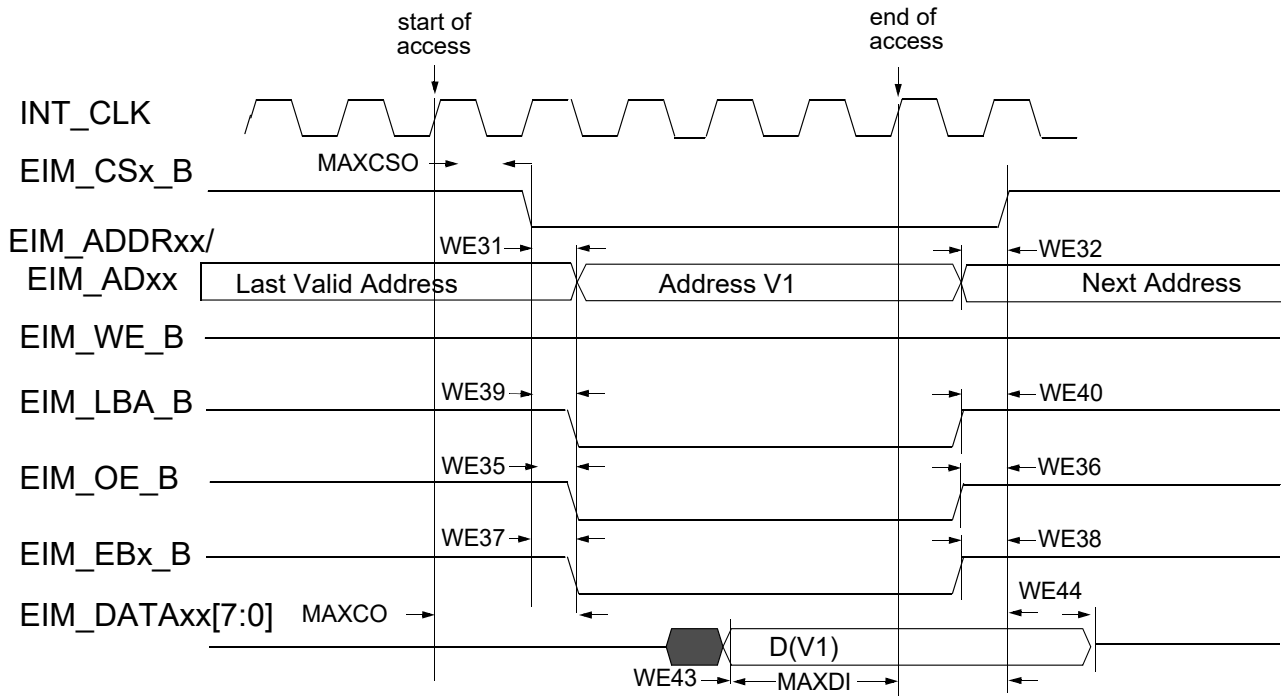 start of
access
end of
access
INT_CLK
EIM_CSx_B
MAXCSO
EIM_ADDRxx/
EIM_ADxx
WE31
WE32
Last Valid Address
Address V1
Next Address
EIM_WE_B
EIM_LBA_B
WE39
WE40
EIM_OE_B
WE35
WE36
EIM_EBx_B
WE37
WE38
EIM_DATAxx[7:0]
MAXCO
WE44
D(V1)
WE43
MAXDI